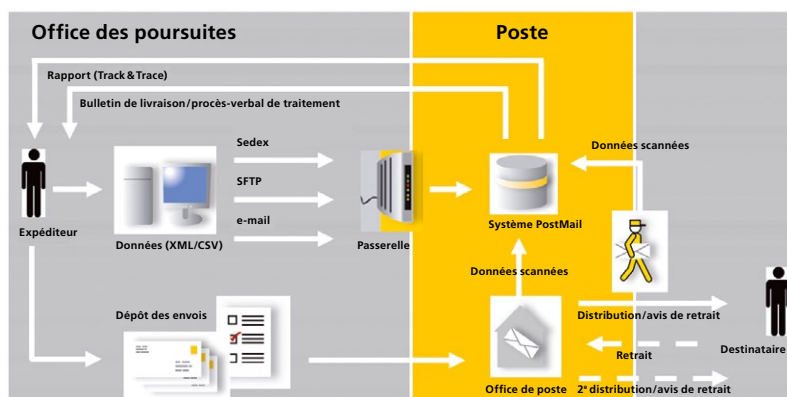 Office des poursuites
Poste
Rapport (Track & Trace)
Bulletin de livraison/procès-verbal de traitement
Sedex
Données scannées
SFTP
e-mail
Expéditeur
Données (XML/CSV)
Passerelle
Système PostMail
Données scannées
Dépôt des envois
Distribution/avis de retrait
Retrait
Destinataire
Office de poste
2e distribution/avis de retrait